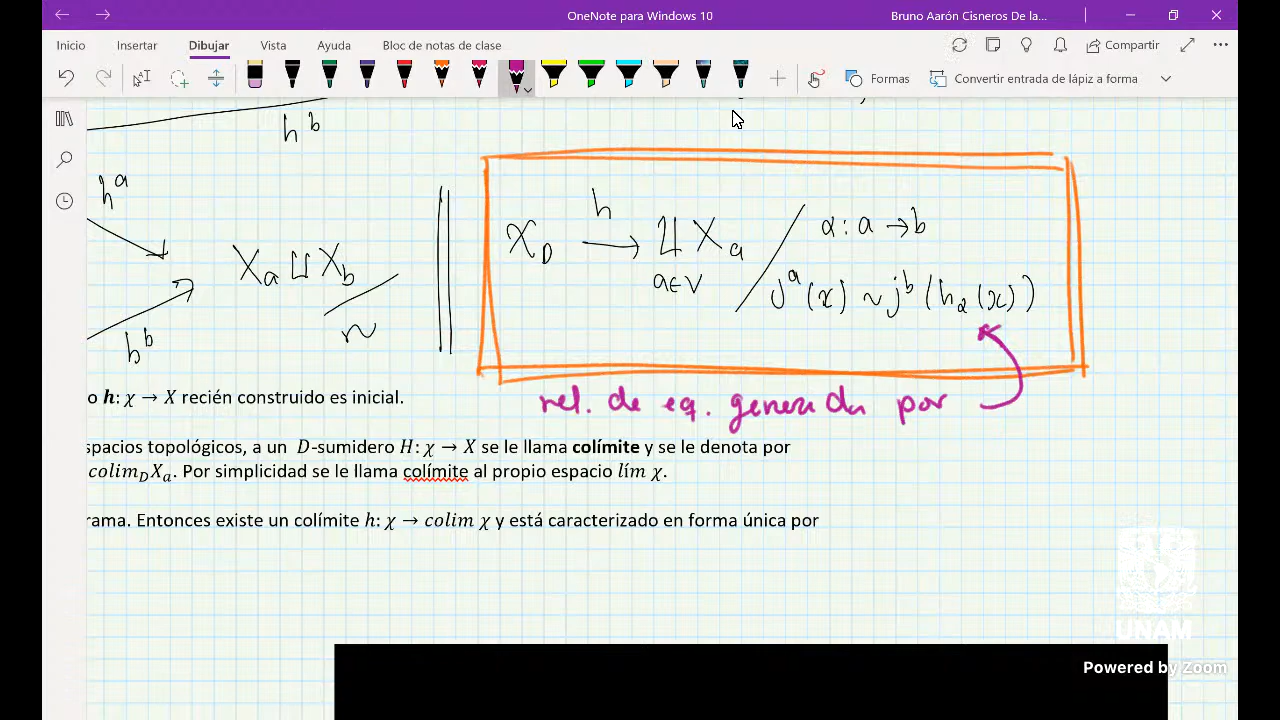 OneNote para Windows 10
Bruno Aarón Cisneros De la...
Inicio Insertar Dibujar Vista Ayuda Bloc de notas de clase
Compartir
Formas
Convertir entrada de lápiz a forma
h^b
h^a
X_a ⊔ X_b / ~
h^b
χ_D →^h ⨆_{a∈V} X_a / α: a → b
j^a(x) ~ j^b(h_α(x))
rel. de eq. generada por
o h: χ → X recién construido es inicial.
spacios topológicos, a un D-sumidero H: χ → X se le llama colímite y se le denota por
colim_D X_a. Por simplicidad se le llama colímite al propio espacio lím χ.
rama. Entonces existe un colímite h: χ → colim χ y está caracterizado en forma única por
UNAM
Powered by Zoom